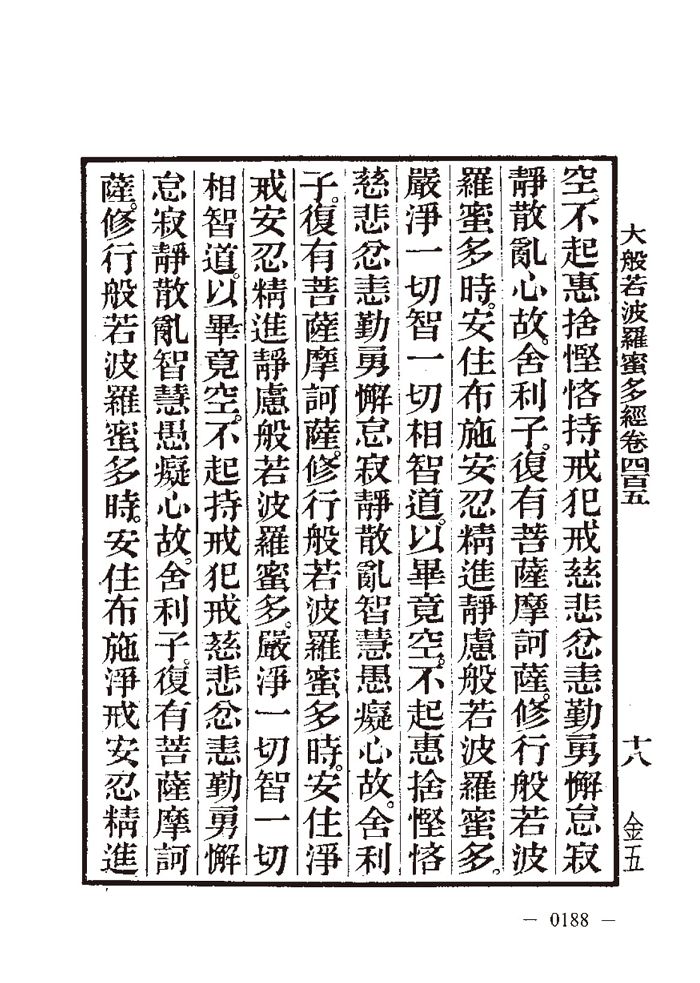 大般若波羅蜜多經卷四百五 十八 金五
空。不起惠捨慳悋持戒犯戒慈悲忿恚勤勇懈怠寂
靜散亂心故。舍利子。復有菩薩摩訶薩。修行般若波
羅蜜多時。安住布施安忍精進靜慮般若波羅蜜多。
嚴淨一切智一切相智道。以畢竟空。不起惠捨慳悋
慈悲忿恚勤勇懈怠寂靜散亂智慧愚癡心故。舍利
子。復有菩薩摩訶薩。修行般若波羅蜜多時。安住淨
戒安忍精進靜慮般若波羅蜜多。嚴淨一切智一切
相智道。以畢竟空。不起持戒犯戒慈悲忿恚勤勇懈
怠寂靜散亂智慧愚癡心故。舍利子。復有菩薩摩訶
薩。修行般若波羅蜜多時。安住布施淨戒安忍精進
— 0188 —